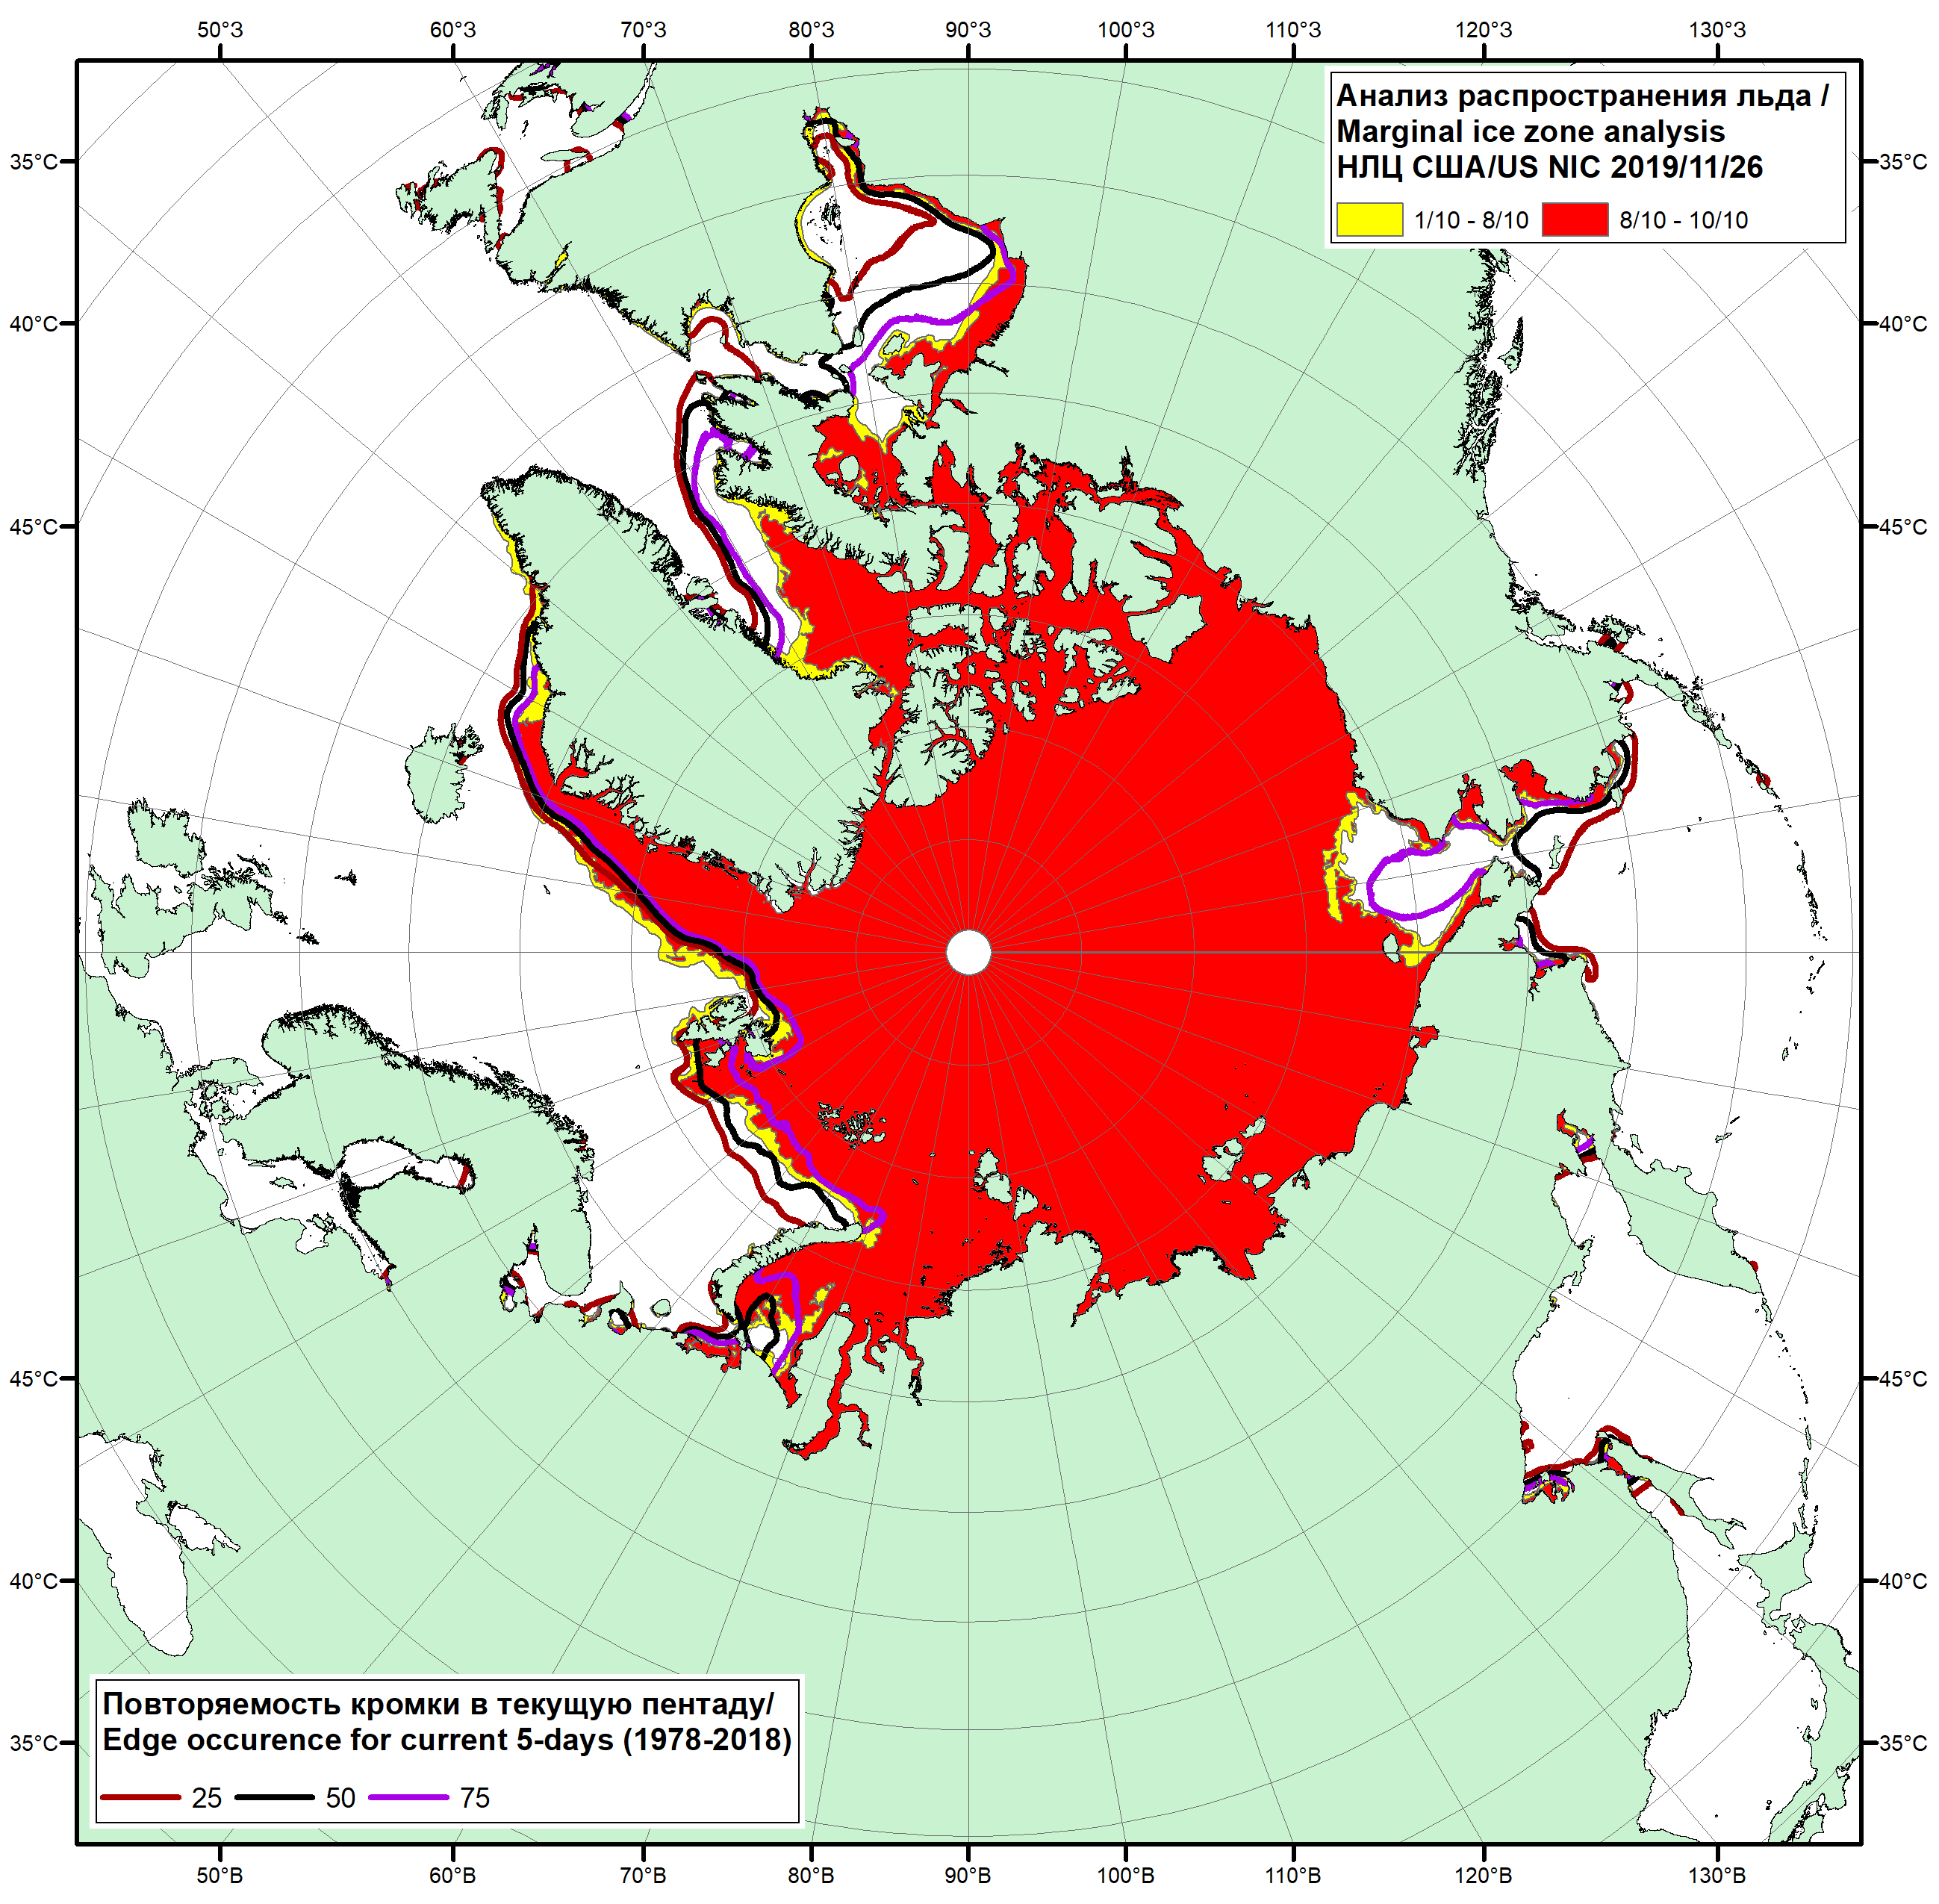 50°З 60°З 70°З 80°З 90°З 100°З 110°З 120°З 130°З
Анализ распространения льда /
Marginal ice zone analysis
НЛЦ США/US NIC 2019/11/26
1/10 - 8/10 8/10 - 10/10
35°С 35°С
40°С 40°С
45°С 45°С
45°С 45°С
40°С 40°С
35°С 35°С
Повторяемость кромки в текущую пентаду/
Edge occurence for current 5-days (1978-2018)
25 50 75
50°В 60°В 70°В 80°В 90°В 100°В 110°В 120°В 130°В